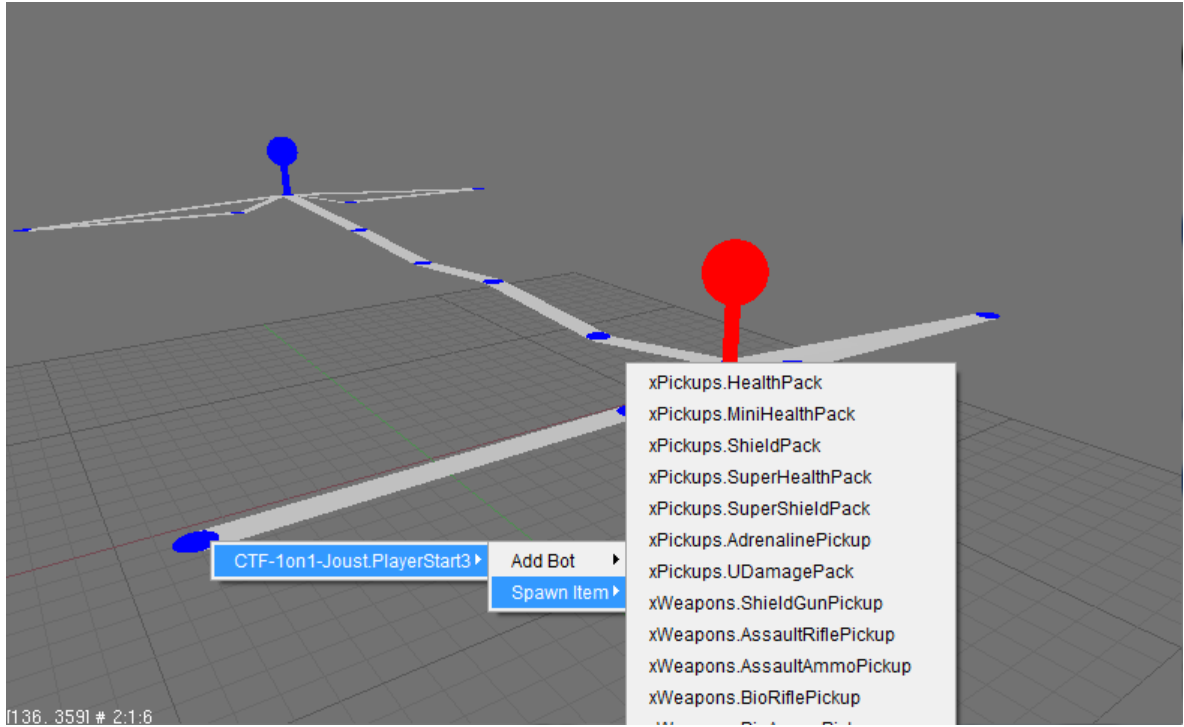 CTF-1on1-Joust.PlayerStart3
Add Bot
Spawn Item
xPickups.HealthPack
xPickups.MiniHealthPack
xPickups.ShieldPack
xPickups.SuperHealthPack
xPickups.SuperShieldPack
xPickups.AdrenalinePickup
xPickups.UDamagePack
xWeapons.ShieldGunPickup
xWeapons.AssaultRiflePickup
xWeapons.AssaultAmmoPickup
xWeapons.BioRiflePickup
[136, 359] # 2:1:6